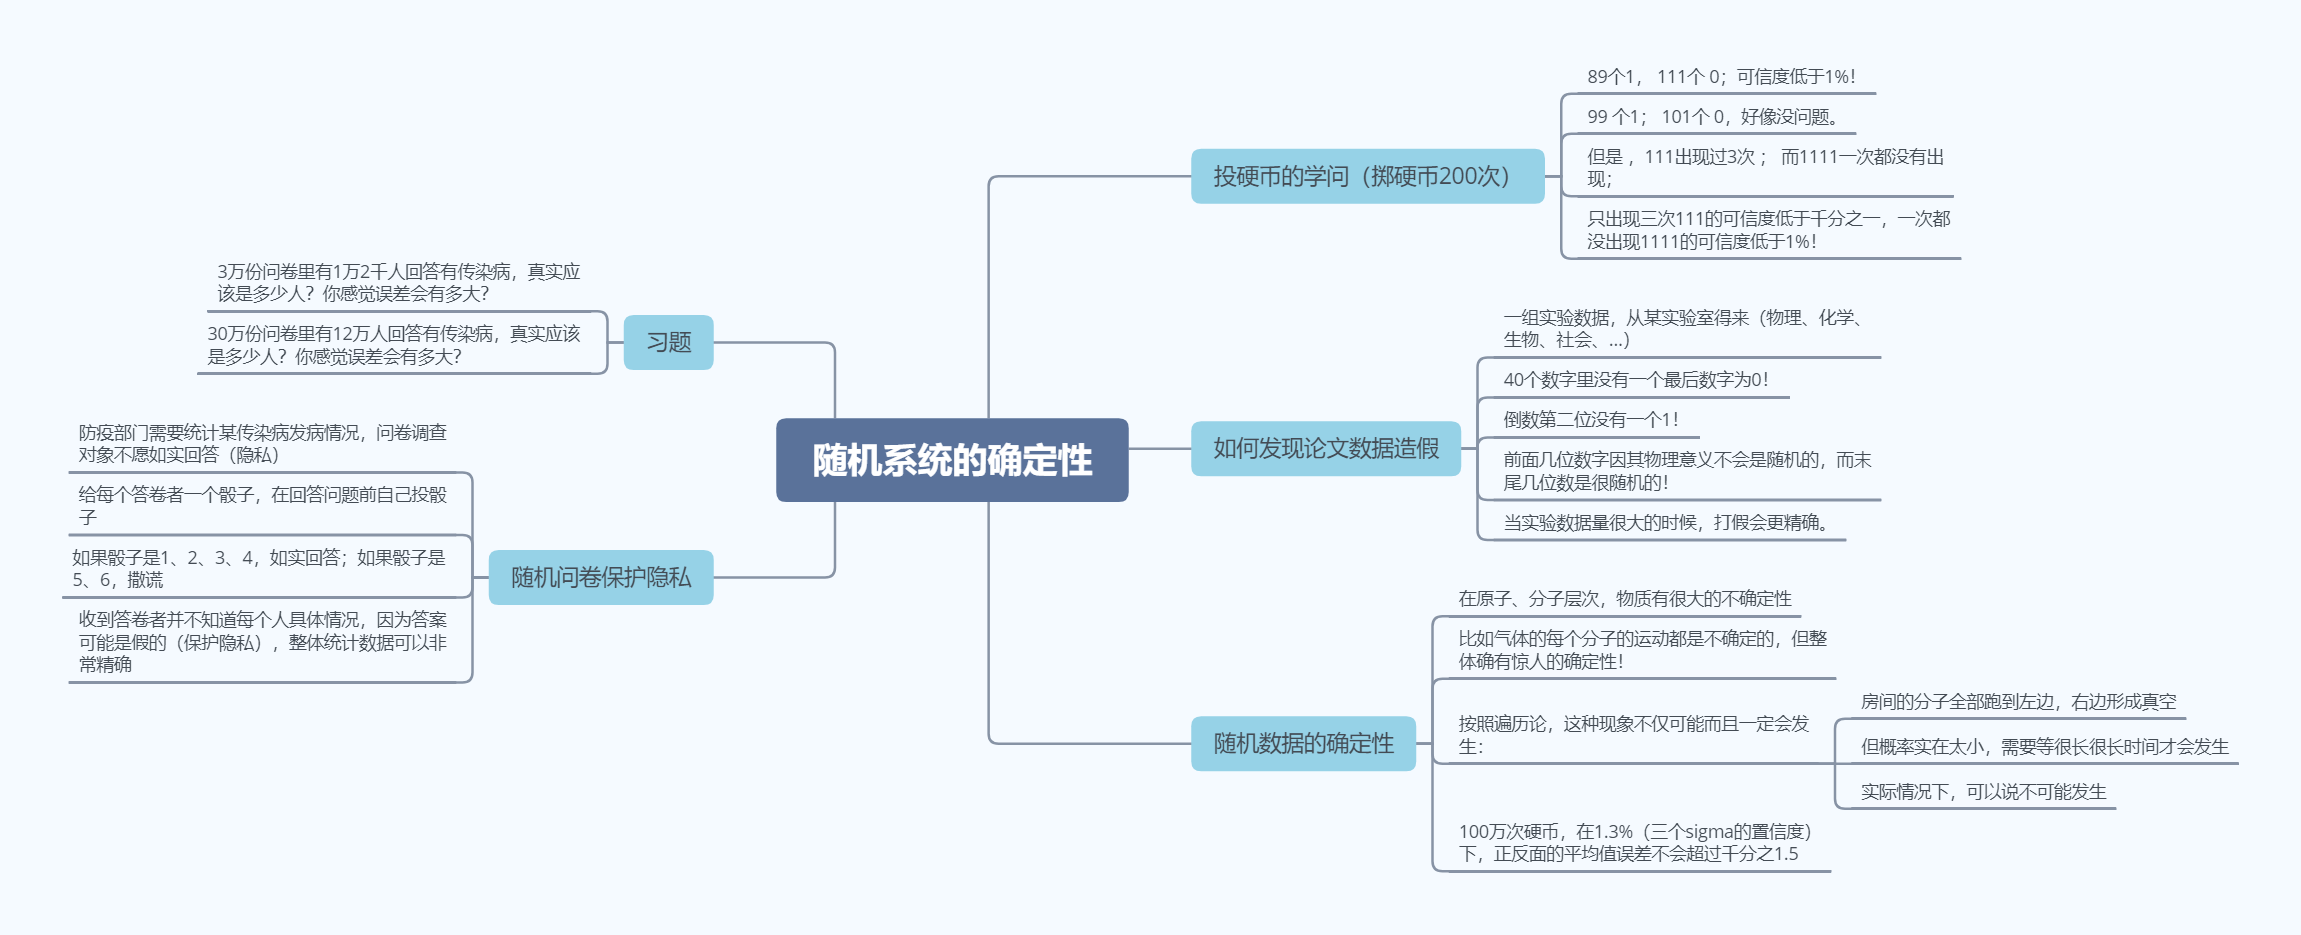 随机系统的确定性
投硬币的学问（掷硬币200次）
89个1， 111个 0；可信度低于1%！
99 个1； 101个 0，好像没问题。
但是 ，111出现过3次 ； 而1111一次都没有出
现；
只出现三次111的可信度低于千分之一，一次都
没出现1111的可信度低于1%！
如何发现论文数据造假
一组实验数据，从某实验室得来（物理、化学、
生物、社会、...）
40个数字里没有一个最后数字为0！
倒数第二位没有一个1！
前面几位数字因其物理意义不会是随机的，而末
尾几位数是很随机的！
当实验数据量很大的时候，打假会更精确。
随机数据的确定性
在原子、分子层次，物质有很大的不确定性
比如气体的每个分子的运动都是不确定的，但整
体确有惊人的确定性！
按照遍历论，这种现象不仅可能而且一定会发
生：
房间的分子全部跑到左边，右边形成真空
但概率实在太小，需要等很长很长时间才会发生
实际情况下，可以说不可能发生
100万次硬币，在1.3%（三个sigma的置信度）
下，正反面的平均值误差不会超过千分之1.5
习题
3万份问卷里有1万2千人回答有传染病，真实应
该是多少人？你感觉误差会有多大？
30万份问卷里有12万人回答有传染病，真实应该
是多少人？你感觉误差会有多大？
随机问卷保护隐私
防疫部门需要统计某传染病发病情况，问卷调查
对象不愿如实回答（隐私）
给每个答卷者一个骰子，在回答问题前自己投骰
子
如果骰子是1、2、3、4，如实回答；如果骰子是
5、6，撒谎
收到答卷者并不知道每个人具体情况，因为答案
可能是假的（保护隐私），整体统计数据可以非
常精确